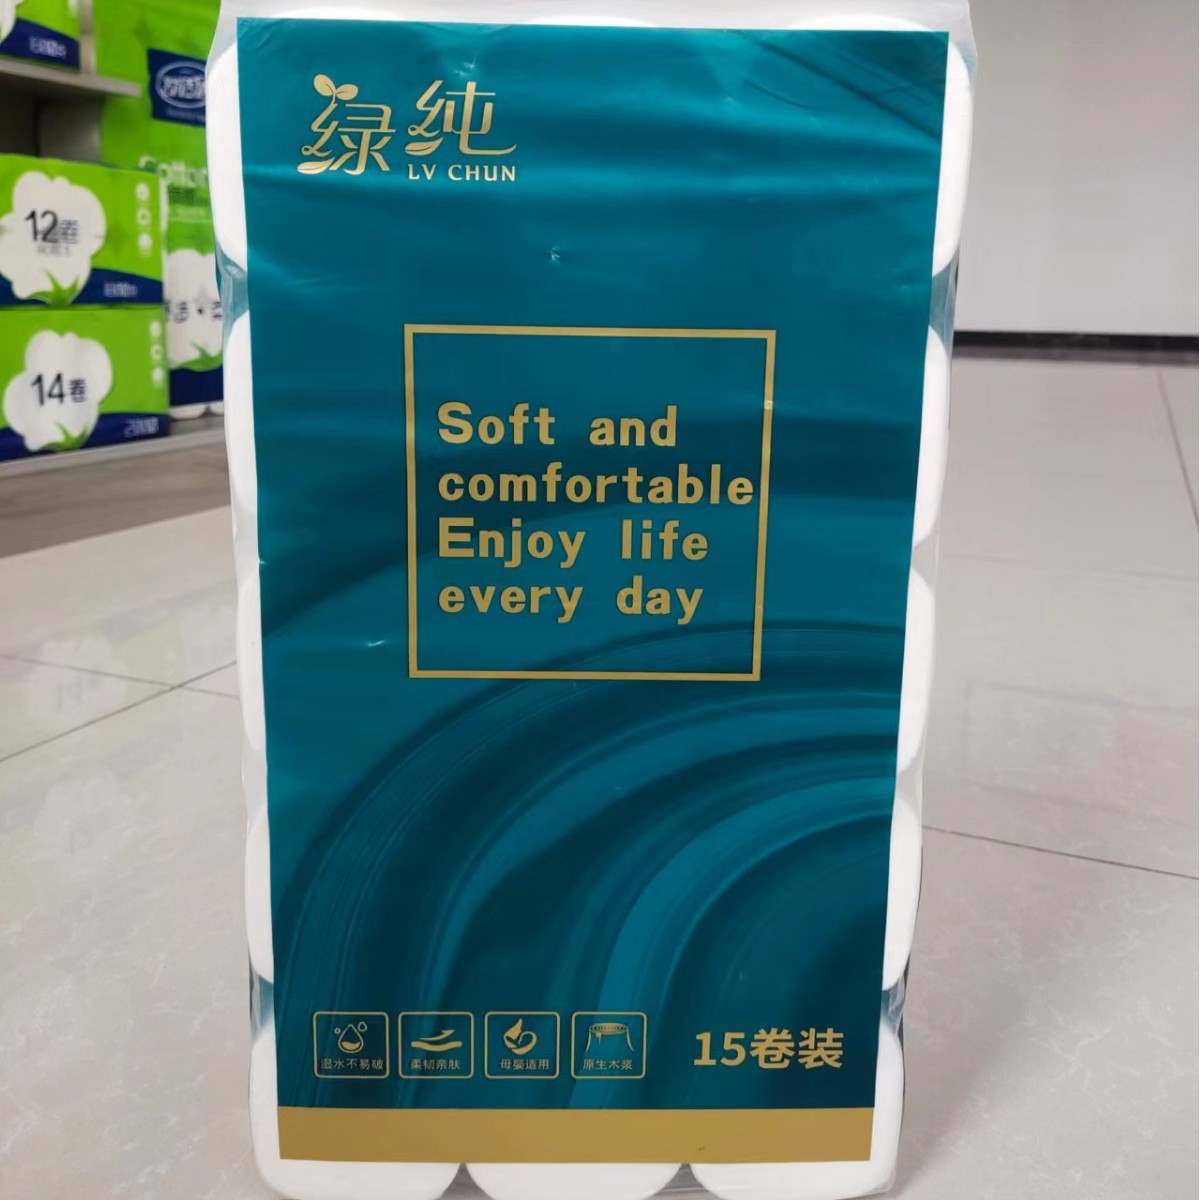 绿纯
LV CHUN
Soft and
comfortable
Enjoy life
every day
湿水不易破
柔韧亲肤
母婴适用
原生木浆
15卷装
12卷
14卷
Cotton